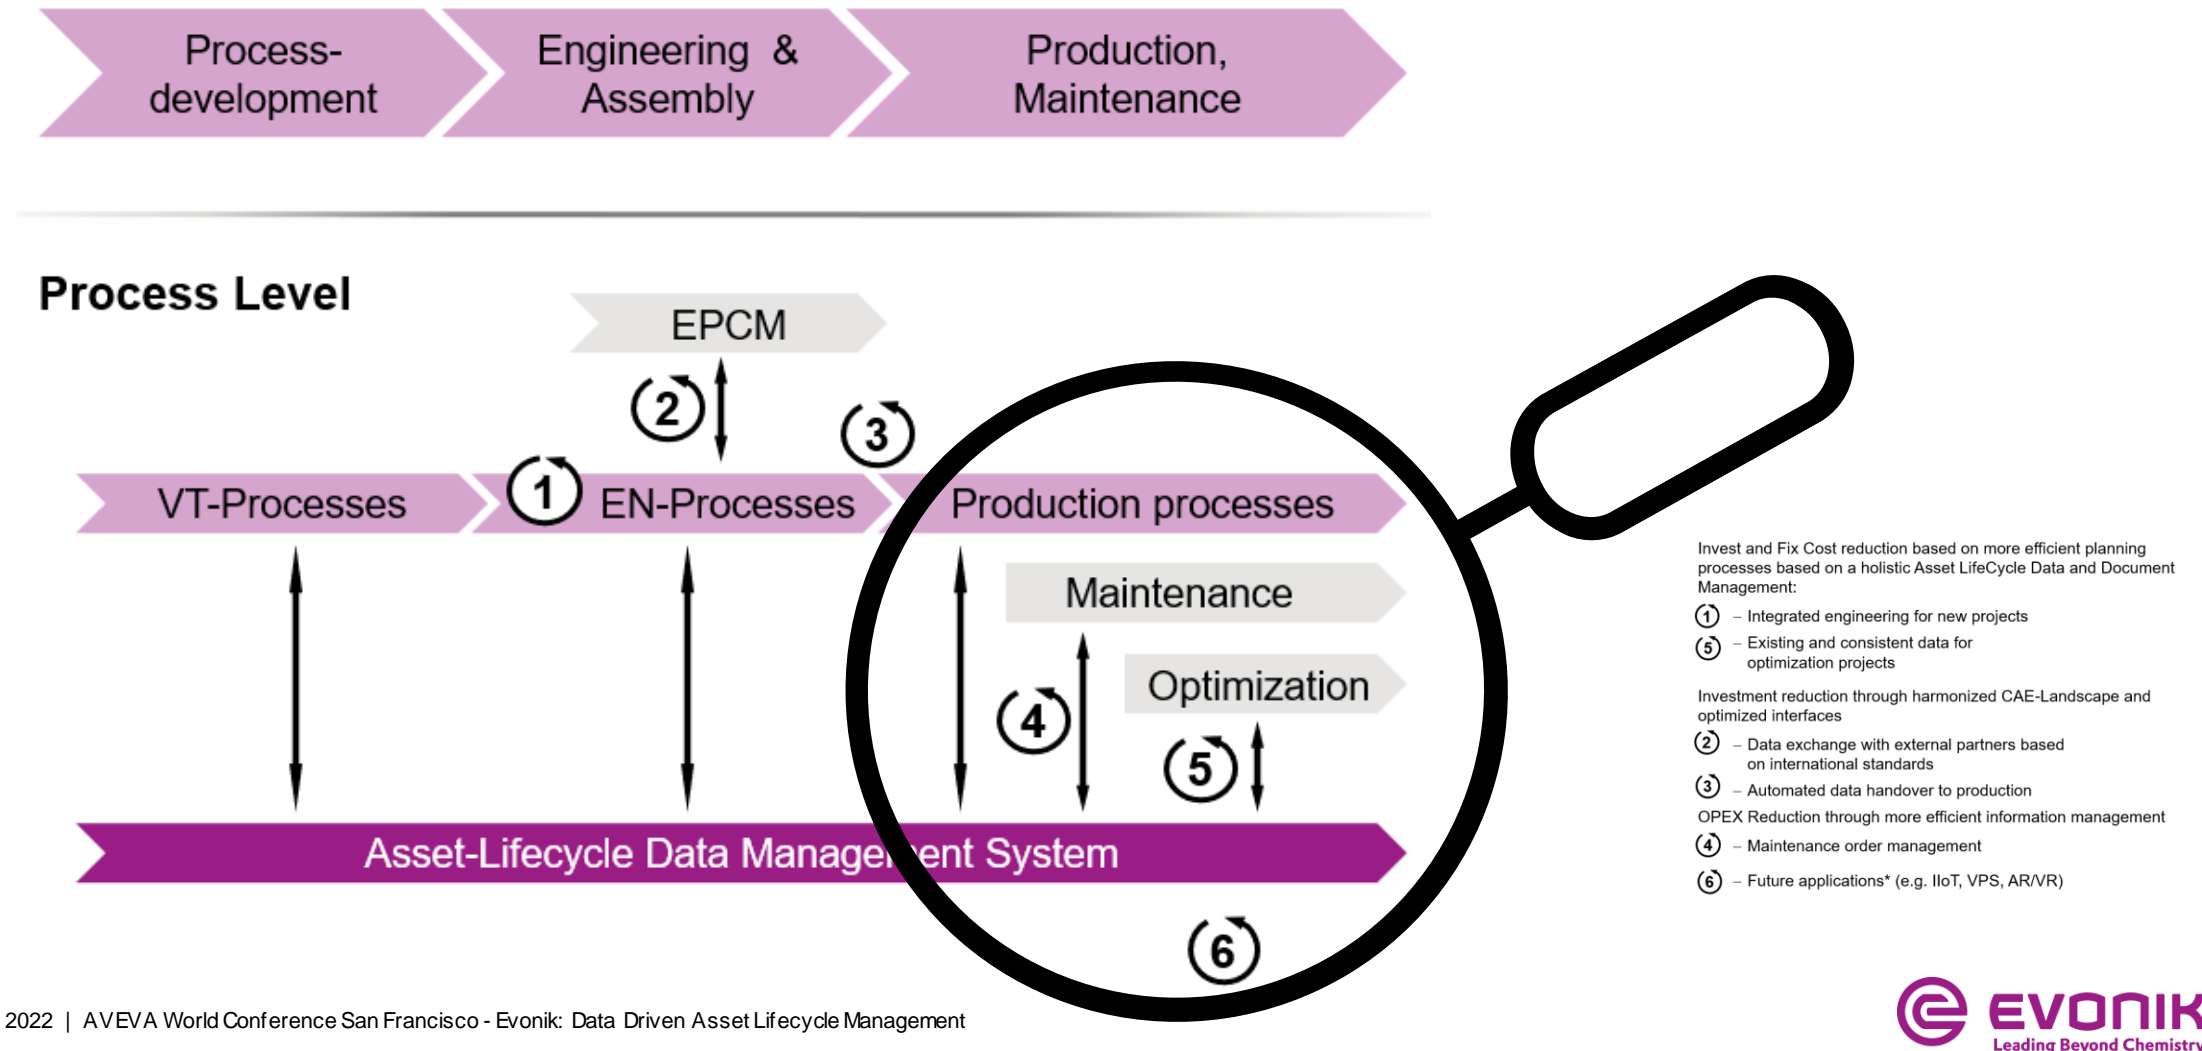 Process-
development
Engineering &
Assembly
Production,
Maintenance
Process Level
EPCM
2
3
1
VT-Processes
EN-Processes
Production processes
Maintenance
Optimization
4
5
Asset-Lifecycle Data Management System
6
Invest and Fix Cost reduction based on more efficient planning
processes based on a holistic Asset LifeCycle Data and Document
Management:
1 – Integrated engineering for new projects
5 – Existing and consistent data for
optimization projects
Investment reduction through harmonized CAE-Landscape and
optimized interfaces
2 – Data exchange with external partners based
on international standards
3 – Automated data handover to production
OPEX Reduction through more efficient information management
4 – Maintenance order management
6 – Future applications* (e.g. IIoT, VPS, AR/VR)
2022 | AVEVA World Conference San Francisco - Evonik: Data Driven Asset Lifecycle Management
EVONIK
Leading Beyond Chemistry